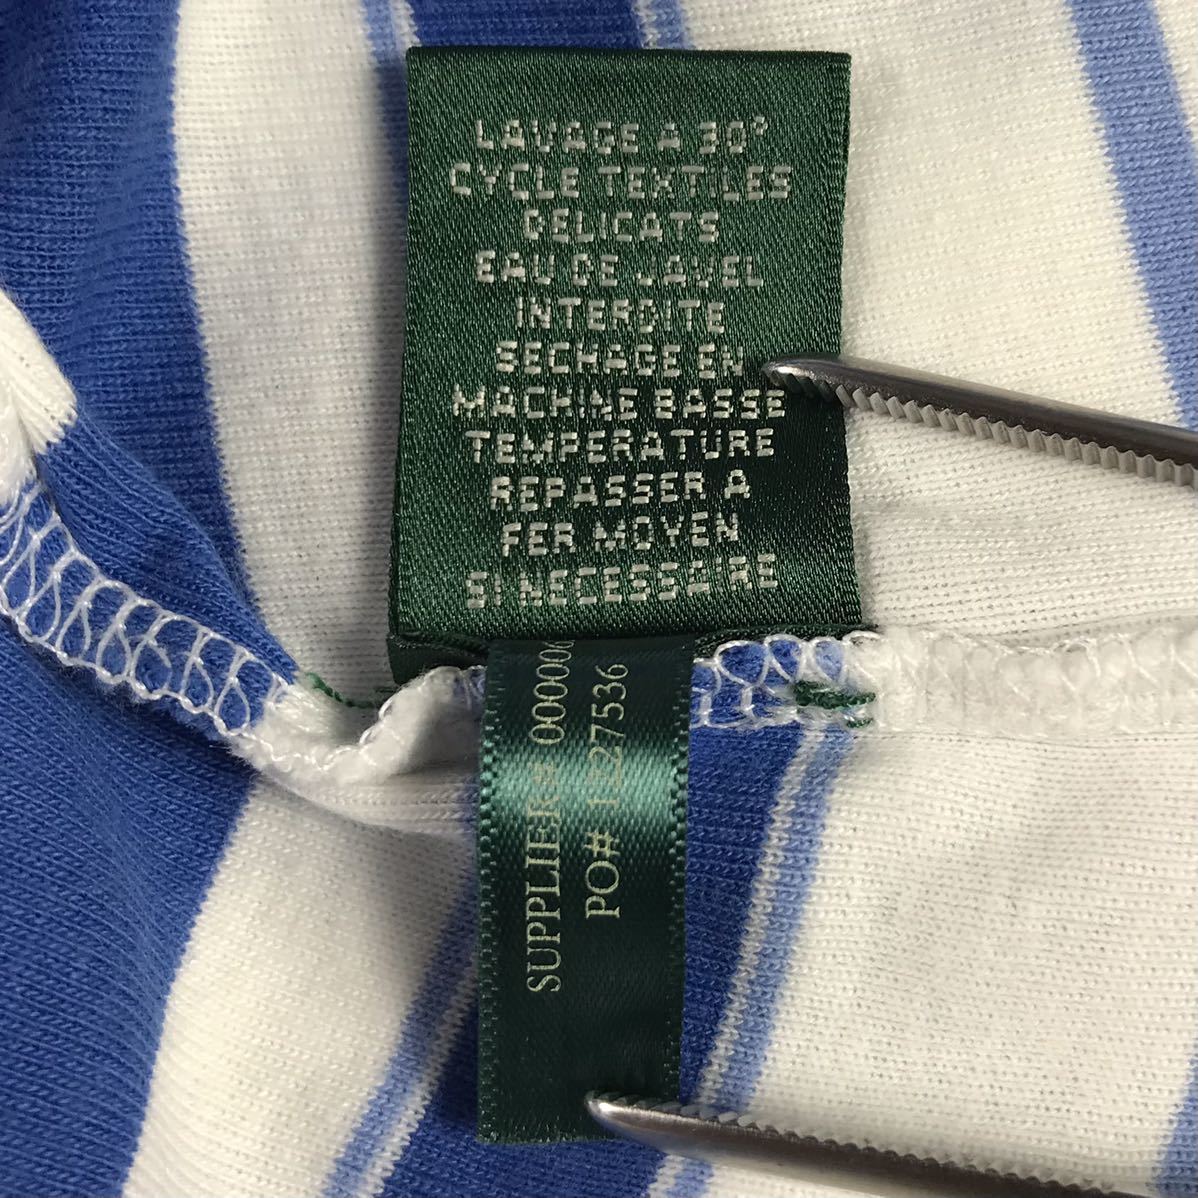 LAVAGE A 30°
CYCLE TEXTILES
DELICATS
EAU DE JAVEL
INTERDITE
SECHAGE EN
MACHINE BASSE
TEMPERATURE
REPASSER A
FER MOYEN
SI NECESSAIRE
SUPPLIER# 000006
PO# 1227536